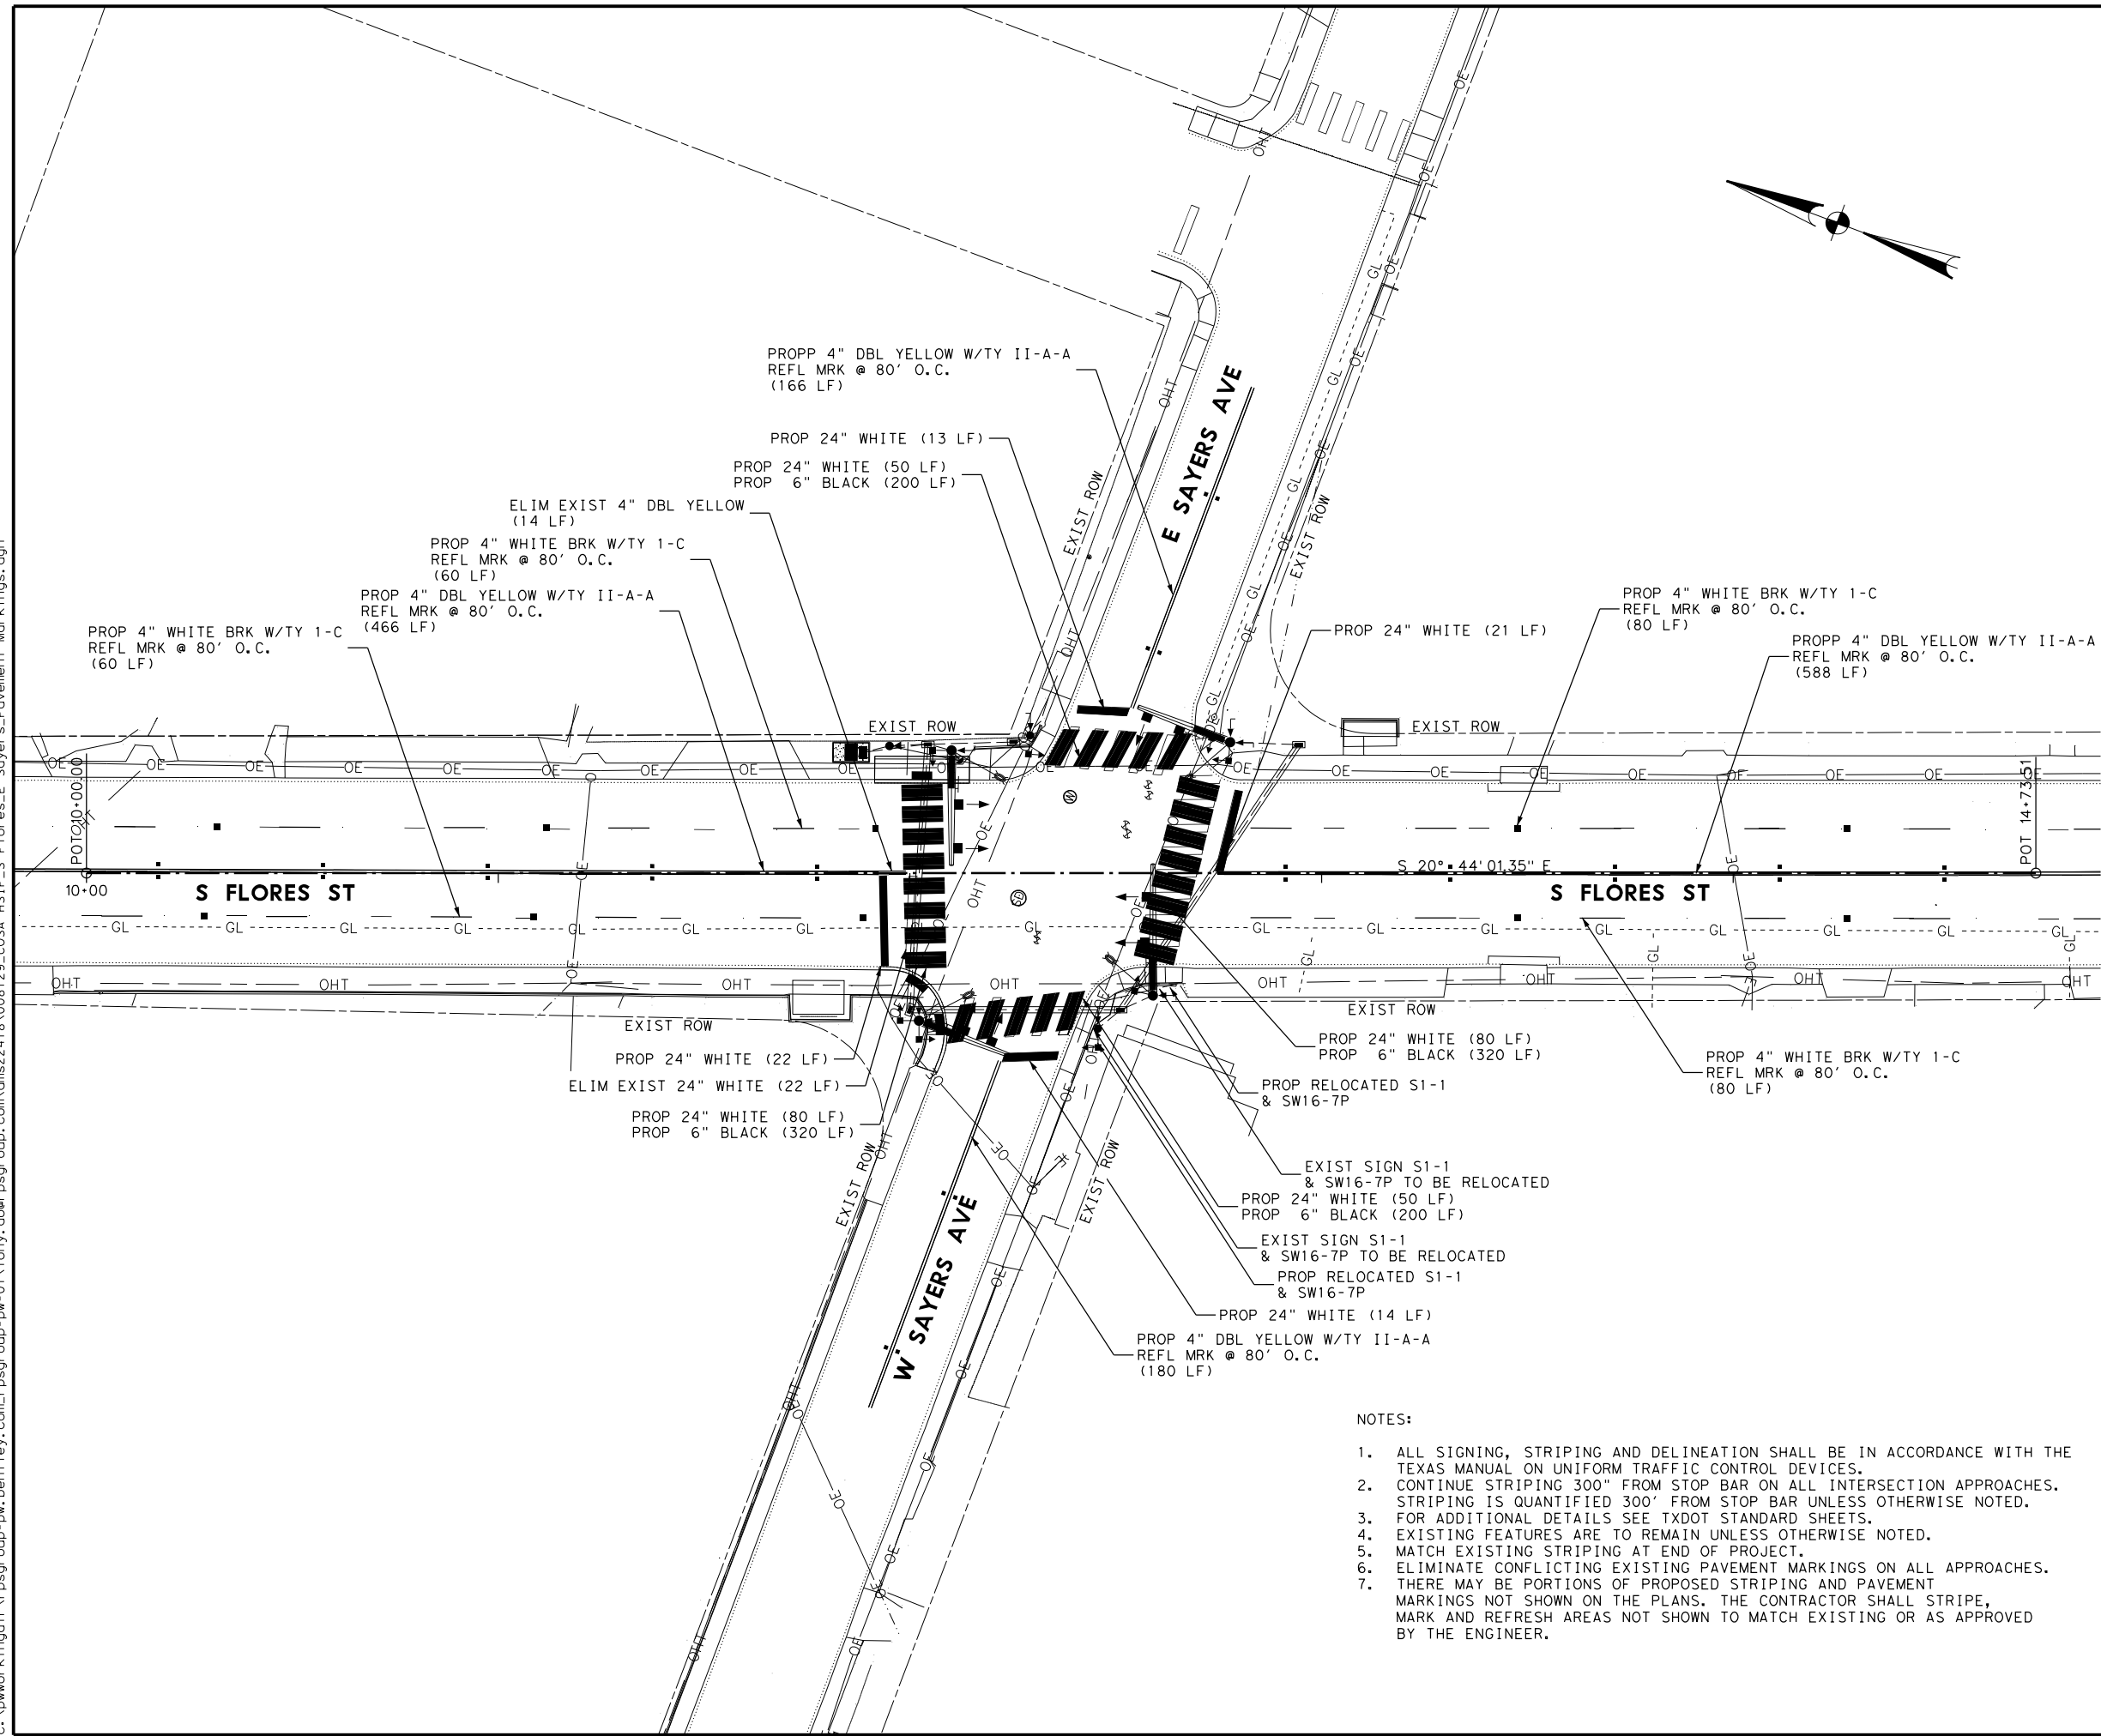 PROPP 4" DBL YELLOW W/TY II-A-A
REFL MRK @ 80' O.C.
(166 LF)
PROP 24" WHITE (13 LF)
PROP 24" WHITE (50 LF)
PROP 6" BLACK (200 LF)
ELIM EXIST 4" DBL YELLOW
(14 LF)
PROP 4" WHITE BRK W/TY 1-C
REFL MRK @ 80' O.C.
(60 LF)
PROP 4" DBL YELLOW W/TY II-A-A
REFL MRK @ 80' O.C.
(466 LF)
PROP 4" WHITE BRK W/TY 1-C
REFL MRK @ 80' O.C.
(60 LF)
E SAYERS AVE
EXIST ROW
EXIST ROW
PROP 24" WHITE (21 LF)
PROP 4" WHITE BRK W/TY 1-C
REFL MRK @ 80' O.C.
(80 LF)
PROPP 4" DBL YELLOW W/TY II-A-A
REFL MRK @ 80' O.C.
(588 LF)
EXIST ROW
EXIST ROW
POT 10+00.00
10+00
S FLORES ST
S 20° 44' 01.35" E
S FLORES ST
POT 14+73.51
OE
GL
OHT
EXIST ROW
EXIST ROW
PROP 24" WHITE (22 LF)
ELIM EXIST 24" WHITE (22 LF)
PROP 24" WHITE (80 LF)
PROP 6" BLACK (320 LF)
PROP 24" WHITE (80 LF)
PROP 6" BLACK (320 LF)
PROP RELOCATED S1-1
& SW16-7P
PROP 4" WHITE BRK W/TY 1-C
REFL MRK @ 80' O.C.
(80 LF)
EXIST SIGN S1-1
& SW16-7P TO BE RELOCATED
PROP 24" WHITE (50 LF)
PROP 6" BLACK (200 LF)
EXIST SIGN S1-1
& SW16-7P TO BE RELOCATED
PROP RELOCATED S1-1
& SW16-7P
PROP 24" WHITE (14 LF)
PROP 4" DBL YELLOW W/TY II-A-A
REFL MRK @ 80' O.C.
(180 LF)
EXIST ROW
EXIST ROW
W SAYERS AVE
NOTES:
1. ALL SIGNING, STRIPING AND DELINEATION SHALL BE IN ACCORDANCE WITH THE
TEXAS MANUAL ON UNIFORM TRAFFIC CONTROL DEVICES.
2. CONTINUE STRIPING 300" FROM STOP BAR ON ALL INTERSECTION APPROACHES.
STRIPING IS QUANTIFIED 300' FROM STOP BAR UNLESS OTHERWISE NOTED.
3. FOR ADDITIONAL DETAILS SEE TXDOT STANDARD SHEETS.
4. EXISTING FEATURES ARE TO REMAIN UNLESS OTHERWISE NOTED.
5. MATCH EXISTING STRIPING AT END OF PROJECT.
6. ELIMINATE CONFLICTING EXISTING PAVEMENT MARKINGS ON ALL APPROACHES.
7. THERE MAY BE PORTIONS OF PROPOSED STRIPING AND PAVEMENT
MARKINGS NOT SHOWN ON THE PLANS. THE CONTRACTOR SHALL STRIPE,
MARK AND REFRESH AREAS NOT SHOWN TO MATCH EXISTING OR AS APPROVED
BY THE ENGINEER.